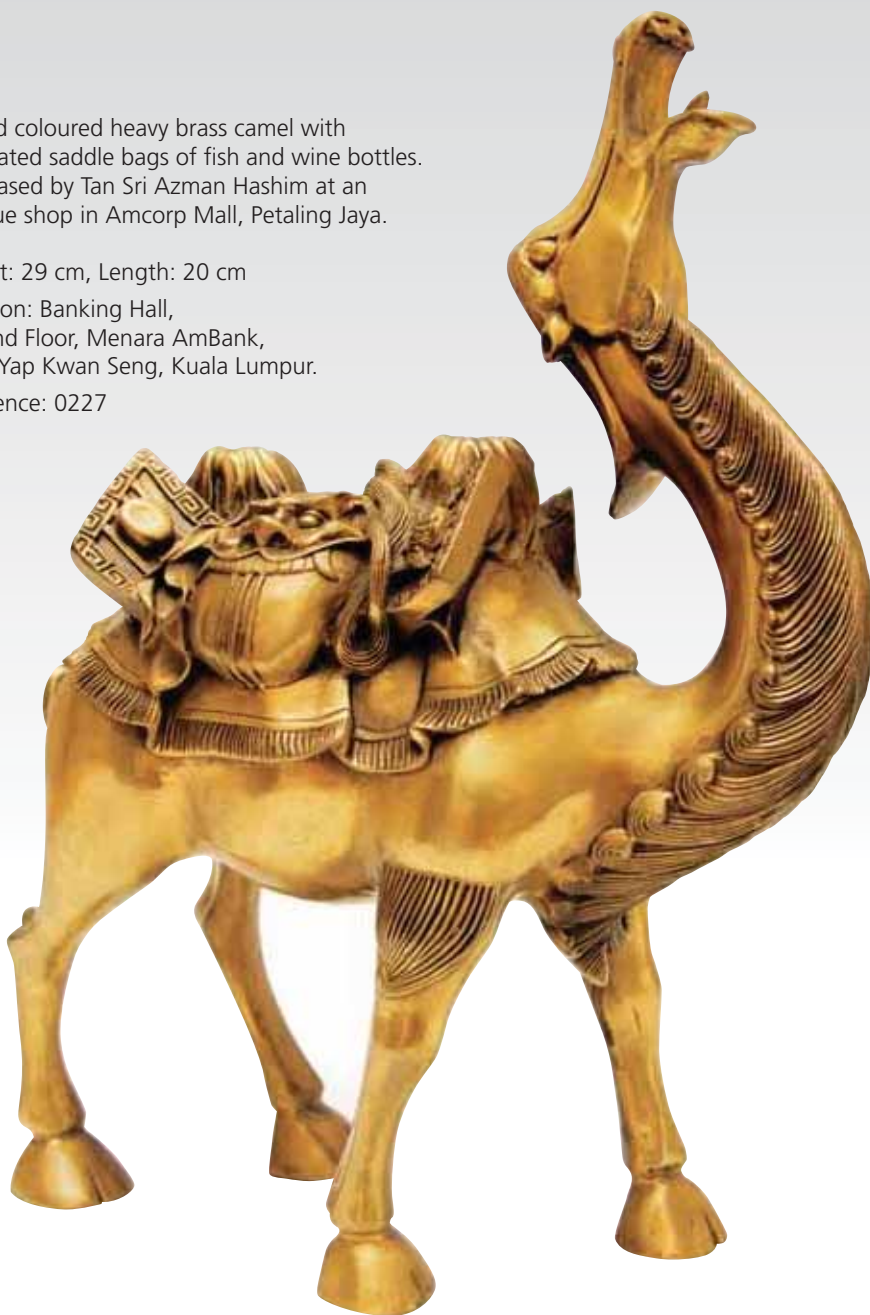 d coloured heavy brass camel with
ated saddle bags of fish and wine bottles.
ased by Tan Sri Azman Hashim at an
ue shop in Amcorp Mall, Petaling Jaya.
t: 29 cm, Length: 20 cm
on: Banking Hall,
nd Floor, Menara AmBank,
Yap Kwan Seng, Kuala Lumpur.
ence: 0227